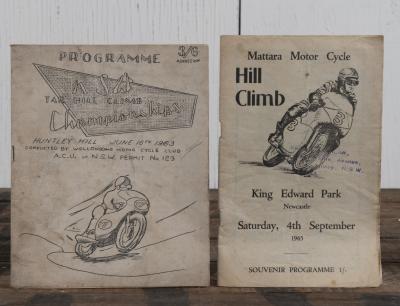 PROGRAMME
3/6
ADMISSION
N.S.W.
TAR HILL CLIMB
Championships
HUNTLEY HILL JUNE 16TH 1963
CONDUCTED BY WOLLONGONG MOTOR CYCLE CLUB
A.C.U. of N.S.W. PERMIT No 123
Mattara Motor Cycle
Hill
Climb
3
N.S.W.
King Edward Park
Newcastle
Saturday, 4th September
1965
SOUVENIR PROGRAMME 1/-